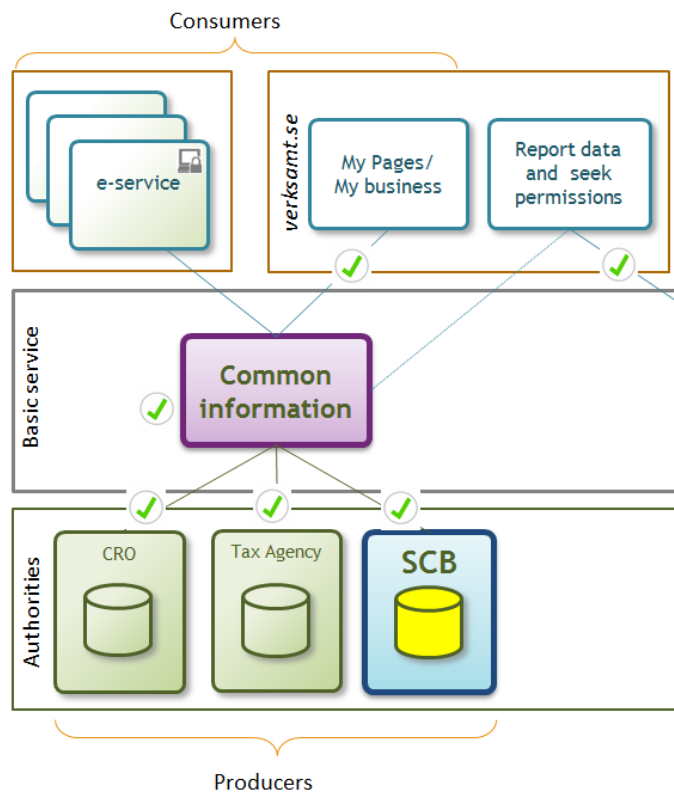 Consumers
e-service
verksamt.se
My Pages/
My business
Report data
and seek
permissions
Basic service
Common
information
Authorities
CRO
Tax Agency
SCB
Producers